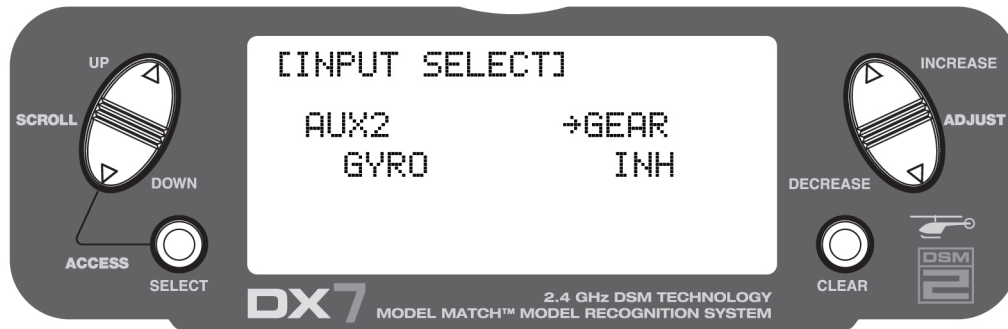 UP
SCROLL
DOWN
ACCESS
SELECT
[INPUT SELECT]
AUX2 →GEAR
GYRO INH
INCREASE
ADJUST
DECREASE
CLEAR
DSM
2
DX7
2.4 GHz DSM TECHNOLOGY
MODEL MATCH™ MODEL RECOGNITION SYSTEM